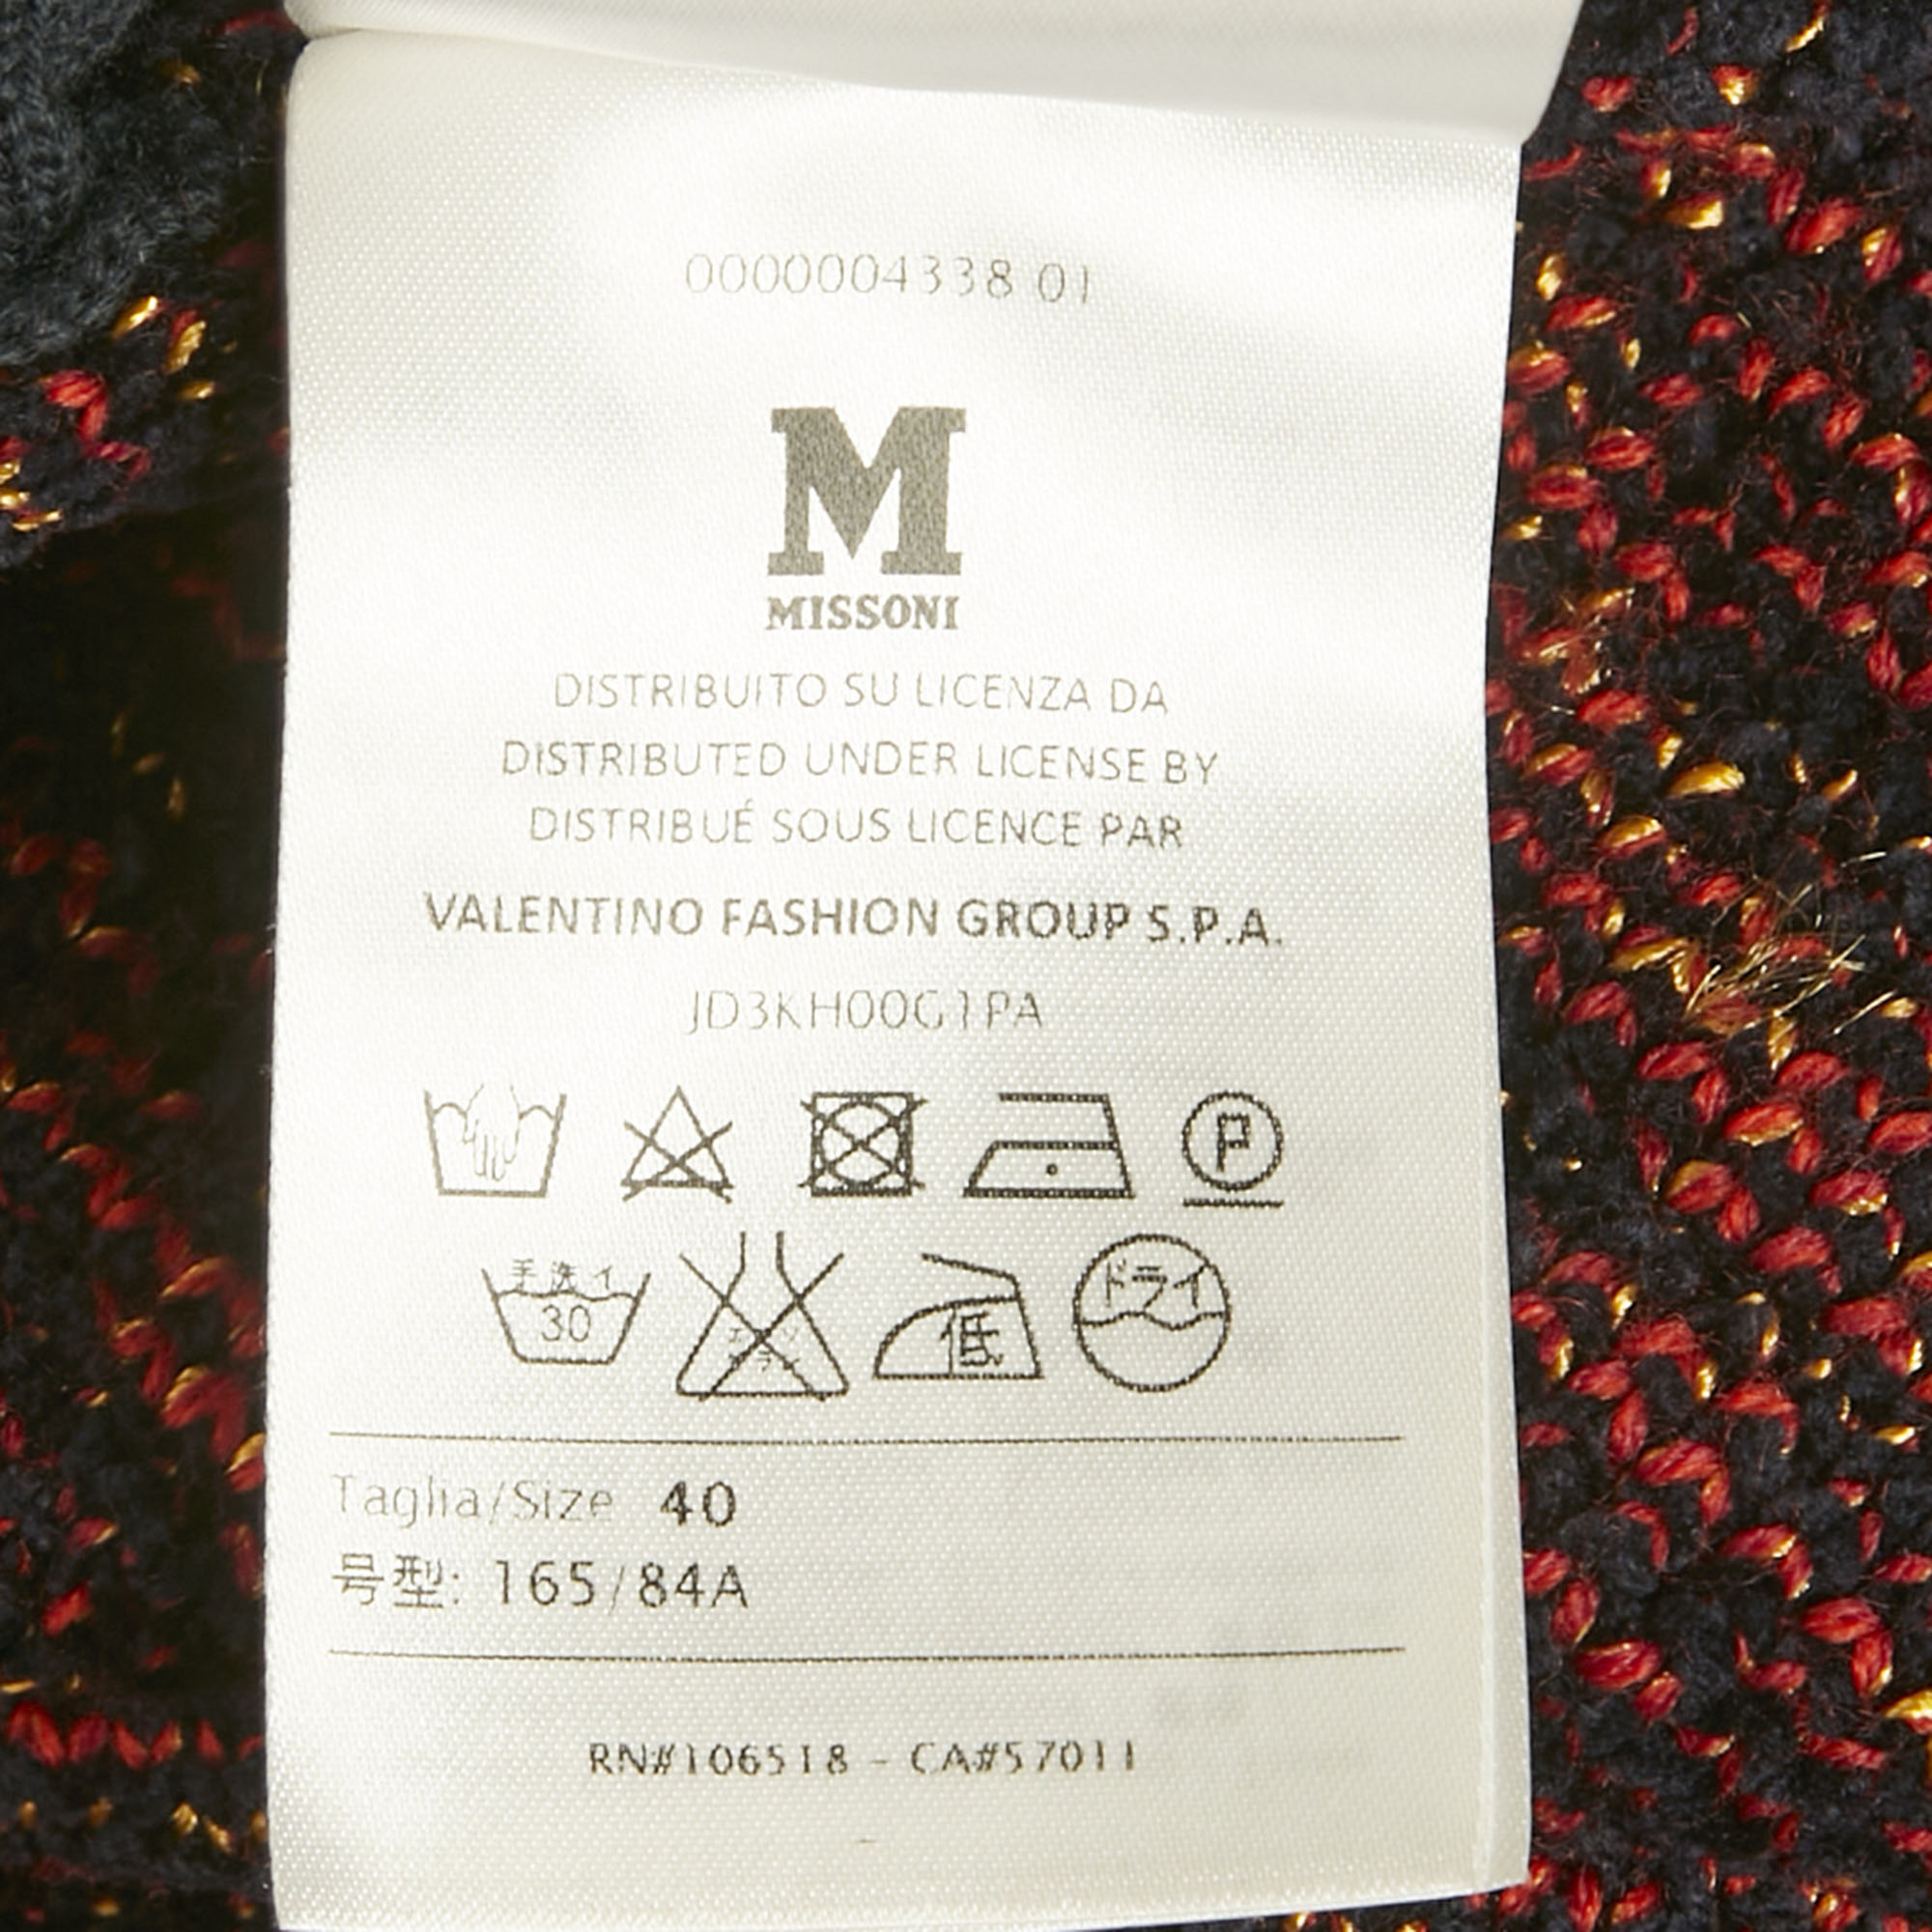 0000004338 01
M
MISSONI
DISTRIBUITO SU LICENZA DA
DISTRIBUTED UNDER LICENSE BY
DISTRIBUÉ SOUS LICENCE PAR
VALENTINO FASHION GROUP S.P.A.
JD3KH00G1PA
P
手洗イ
30
低
ドライ
Taglia/Size 40
号型: 165/84A
RN#106518 - CA#57011